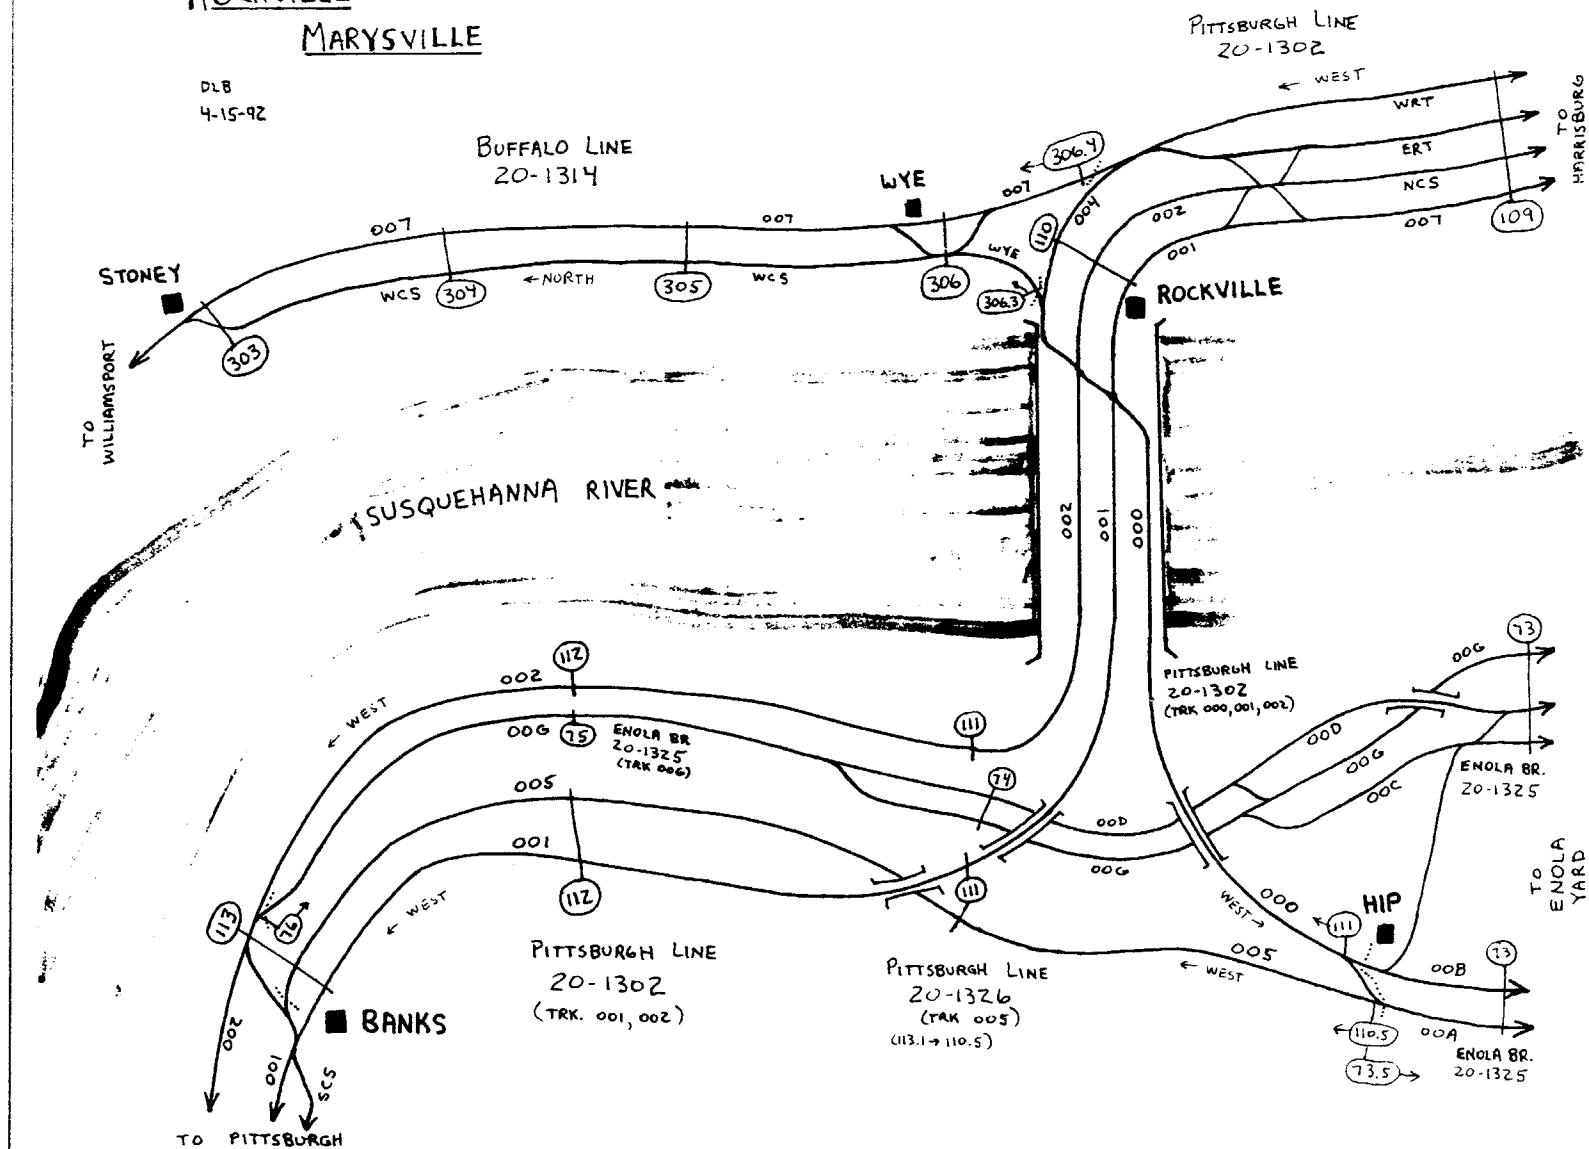 ROCKVILLE
MARYSVILLE
DLB
4-15-92
BUFFALO LINE
20-1314
PITTSBURGH LINE
20-1302
← WEST
WRT
ERT
NCS
007
109
TO
HARRISBURG
306.4
007
WYE
004
002
001
110
WYE
306.3
ROCKVILLE
007
007
STONEY
WCS
304
← NORTH
305
WCS
306
303
TO
WILLIAMSPORT
SUSQUEHANNA RIVER
002
001
000
PITTSBURGH LINE
20-1302
(TRK 000,001,002)
73
00G
00D
00G
00C
ENOLA BR.
20-1325
TO
ENOLA
YARD
112
002
← WEST
00G
75
ENOLA BR
20-1325
(TRK 00G)
111
74
005
001
112
← WEST
00D
00G
111
113
76
WEST →
000
HIP
111
005
← WEST
00B
73
00A
110.5
73.5
ENOLA BR.
20-1325
PITTSBURGH LINE
20-1302
(TRK. 001, 002)
PITTSBURGH LINE
20-1326
(TRK 005)
(113.1→110.5)
BANKS
002
001
SCS
TO PITTSBURGH